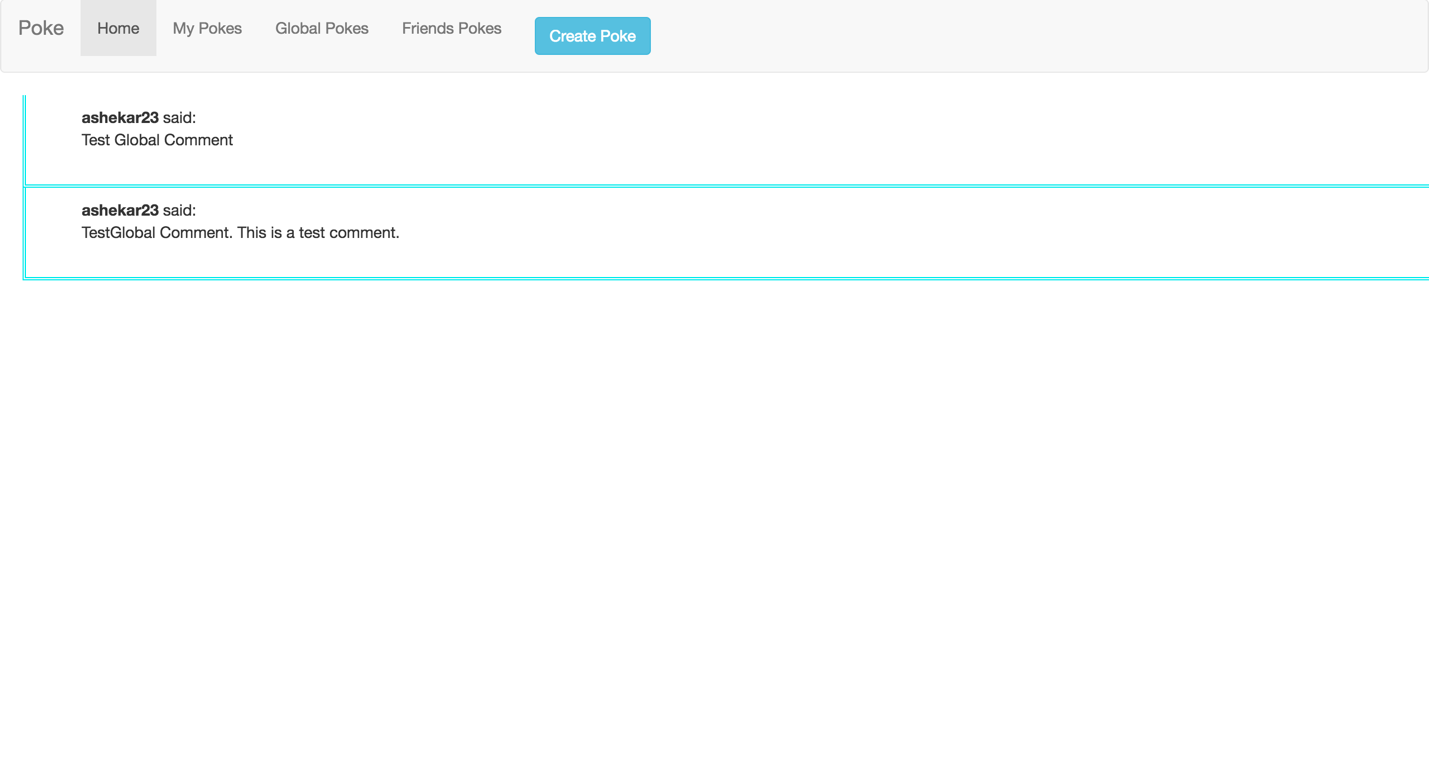 Poke Home My Pokes Global Pokes Friends Pokes Create Poke
ashekar23 said:
Test Global Comment
ashekar23 said:
TestGlobal Comment. This is a test comment.